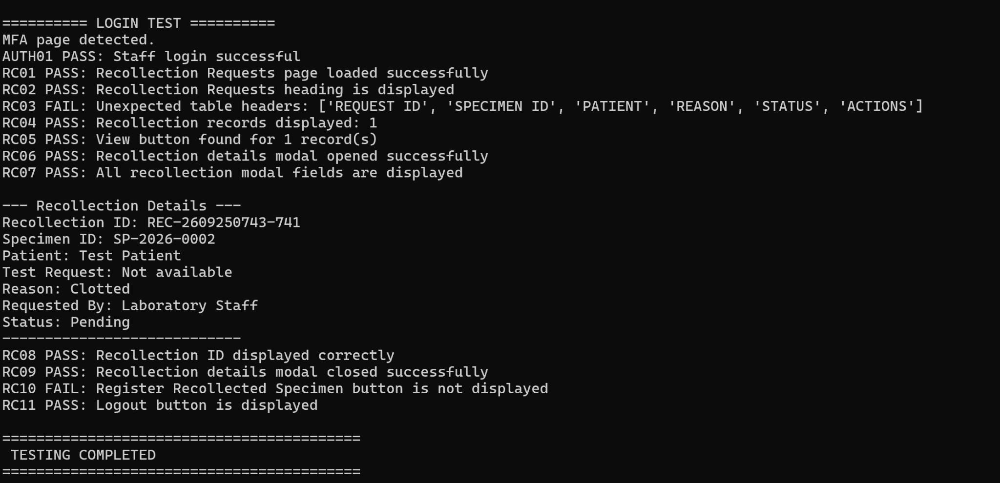 ========== LOGIN TEST ==========
MFA page detected.
AUTH01 PASS: Staff login successful
RC01 PASS: Recollection Requests page loaded successfully
RC02 PASS: Recollection Requests heading is displayed
RC03 FAIL: Unexpected table headers: ['REQUEST ID', 'SPECIMEN ID', 'PATIENT', 'REASON', 'STATUS', 'ACTIONS']
RC04 PASS: Recollection records displayed: 1
RC05 PASS: View button found for 1 record(s)
RC06 PASS: Recollection details modal opened successfully
RC07 PASS: All recollection modal fields are displayed
--- Recollection Details ---
Recollection ID: REC-2609250743-741
Specimen ID: SP-2026-0002
Patient: Test Patient
Test Request: Not available
Reason: Clotted
Requested By: Laboratory Staff
Status: Pending
----------------------------
RC08 PASS: Recollection ID displayed correctly
RC09 PASS: Recollection details modal closed successfully
RC10 FAIL: Register Recollected Specimen button is not displayed
RC11 PASS: Logout button is displayed
==========================================
TESTING COMPLETED
==========================================